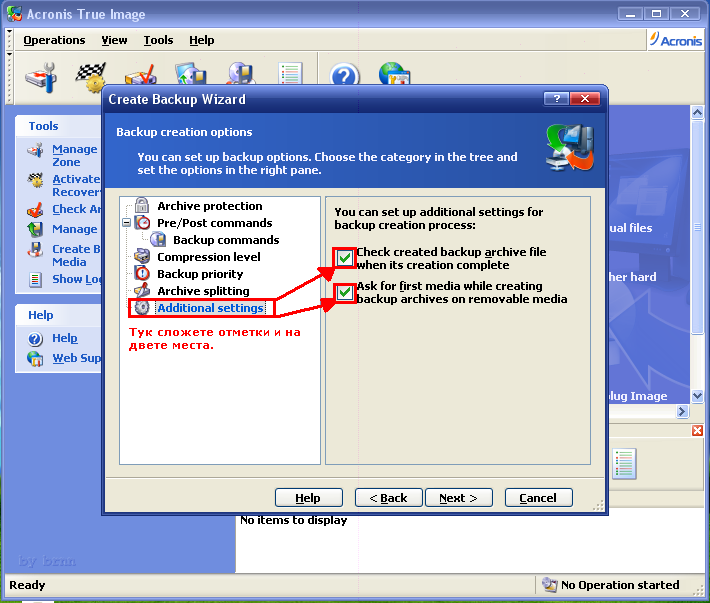 Acronis True Image
Operations View Tools Help
Acronis
Tools
Manage
Zone
Activate
Recover
Check Ar
Manage
Create B
Media
Show Log
Help
Help
Web Sup
Create Backup Wizard
Backup creation options
You can set up backup options. Choose the category in the tree and
set the options in the right pane.
Archive protection
Pre/Post commands
Backup commands
Compression level
Backup priority
Archive splitting
Additional settings
Тук сложете отметки и на
двете места.
You can set up additional settings for
backup creation process:
Check created backup archive file
when its creation complete
Ask for first media while creating
backup archives on removable media
Help
< Back
Next >
Cancel
ual files
her hard
lug Image
No items to display
by brnn
Ready
No Operation started